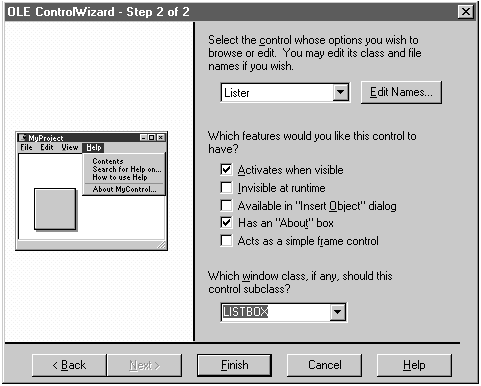 OLE ControlWizard - Step 2 of 2
Select the control whose options you wish to
browse or edit. You may edit its class and file
names if you wish.
Lister
Edit Names...
MyProject
File Edit View Help
Contents
Search for Help on...
How to use Help
About MyControl...
Which features would you like this control to
have?
Activates when visible
Invisible at runtime
Available in "Insert Object" dialog
Has an "About" box
Acts as a simple frame control
Which window class, if any, should this
control subclass?
LISTBOX
< Back
Next >
Finish
Cancel
Help